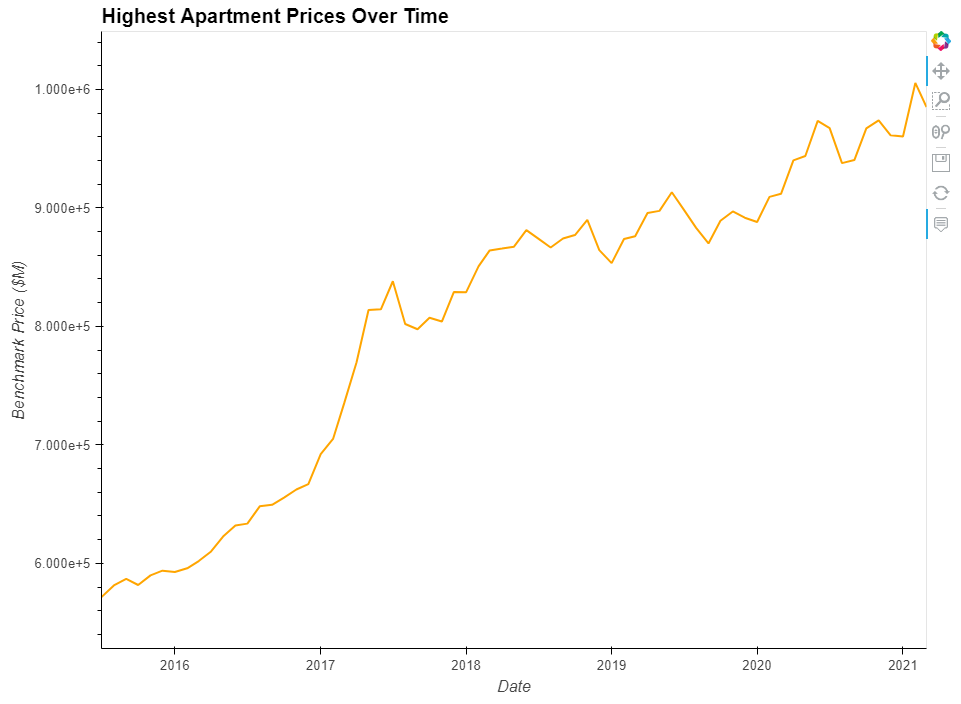 Highest Apartment Prices Over Time
Benchmark Price ($M)
1.000e+6
9.000e+5
8.000e+5
7.000e+5
6.000e+5
2016 2017 2018 2019 2020 2021
Date